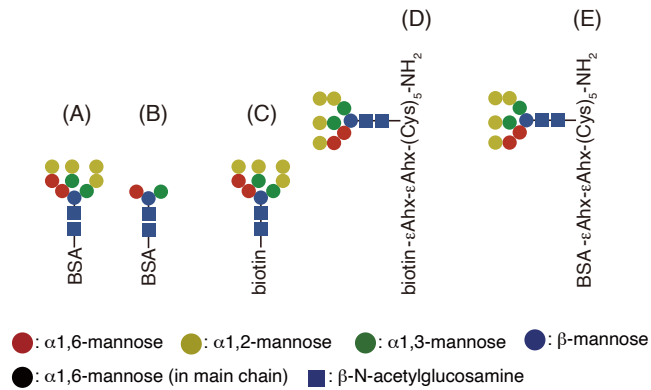 (A)
(B)
(C)
(D)
(E)
BSA
BSA
biotin
biotin -εAhx-εAhx-(Cys)₅-NH₂
BSA -εAhx-εAhx-(Cys)₅-NH₂
: α1,6-mannose
: α1,2-mannose
: α1,3-mannose
: β-mannose
: α1,6-mannose (in main chain)
: β-N-acetylglucosamine